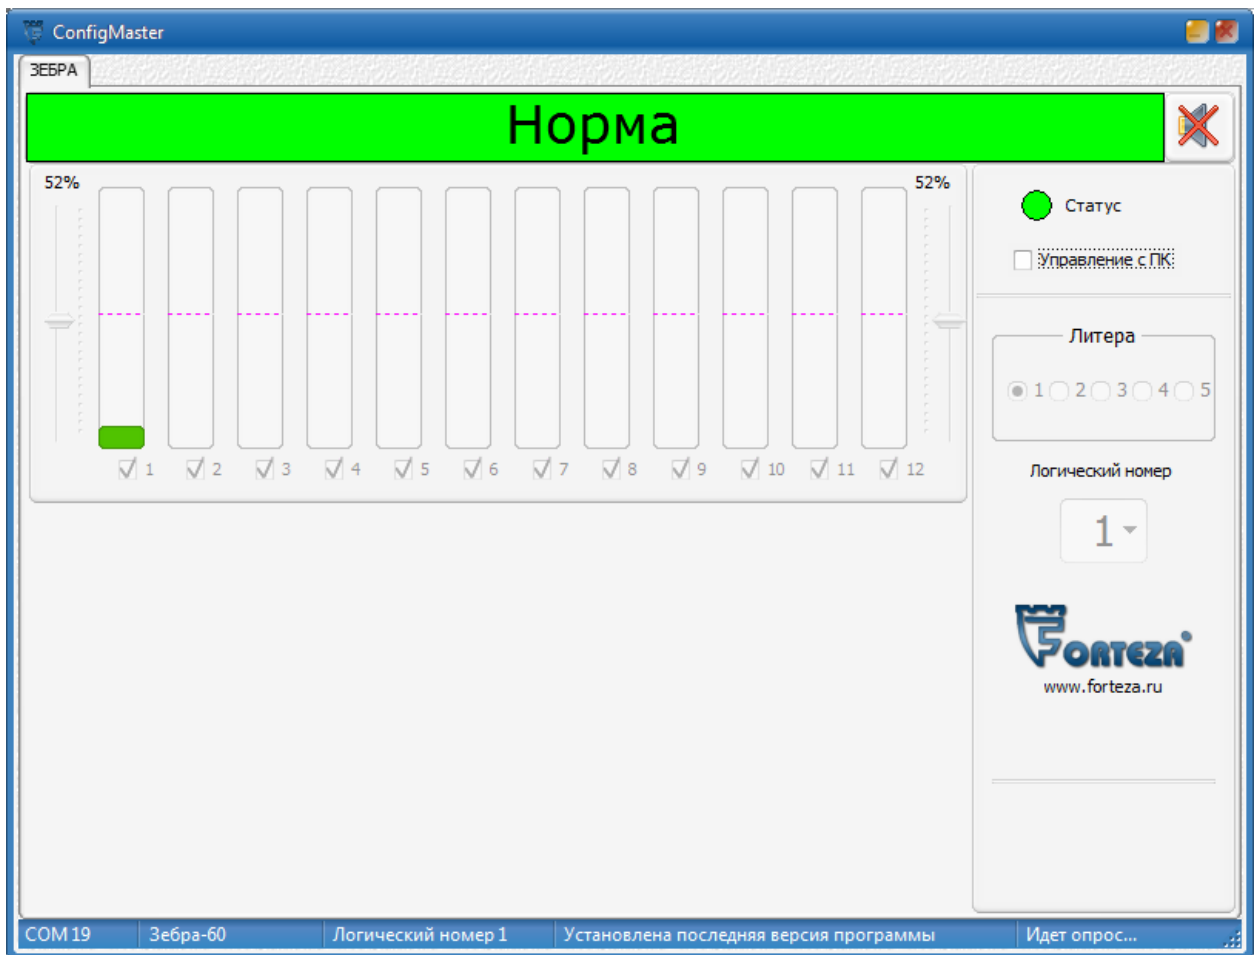 ConfigMaster
ЗЕБРА
Норма
52%
52%
1 2 3 4 5 6 7 8 9 10 11 12
Статус
Управление с ПК
Литера
1 2 3 4 5
Логический номер
1
FORTEZA®
www.forteza.ru
COM 19 Зебра-60 Логический номер 1 Установлена последняя версия программы Идет опрос...